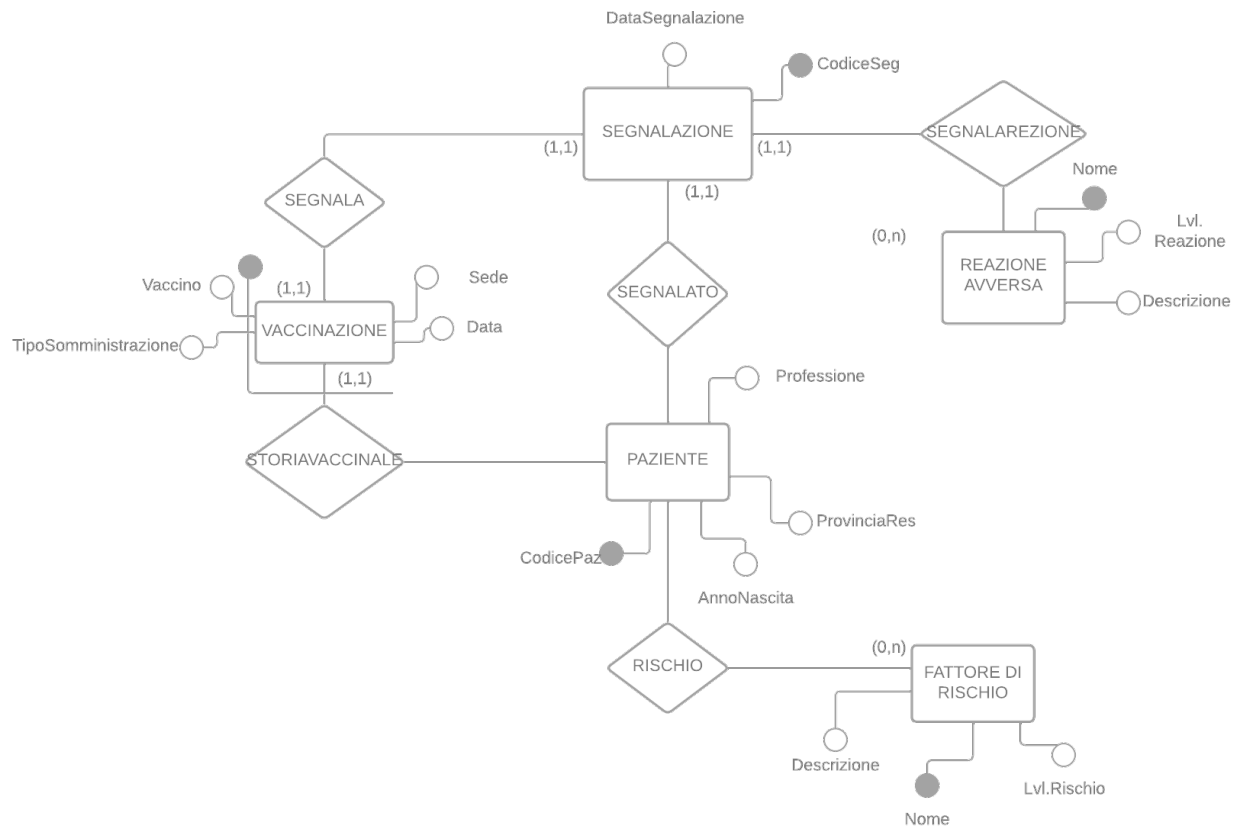 DataSegnalazione
CodiceSeg
SEGNALAZIONE
SEGNALAREZIONE
(1,1)
(1,1)
(1,1)
Nome
SEGNALA
Lvl.
Reazione
(0,n)
REAZIONE
AVVERSA
Descrizione
Vaccino
(1,1)
Sede
SEGNALATO
VACCINAZIONE
Data
TipoSomministrazione
(1,1)
Professione
STORIAVACCINALE
PAZIENTE
ProvinciaRes
CodicePaz
AnnoNascita
(0,n)
RISCHIO
FATTORE DI
RISCHIO
Descrizione
Lvl.Rischio
Nome